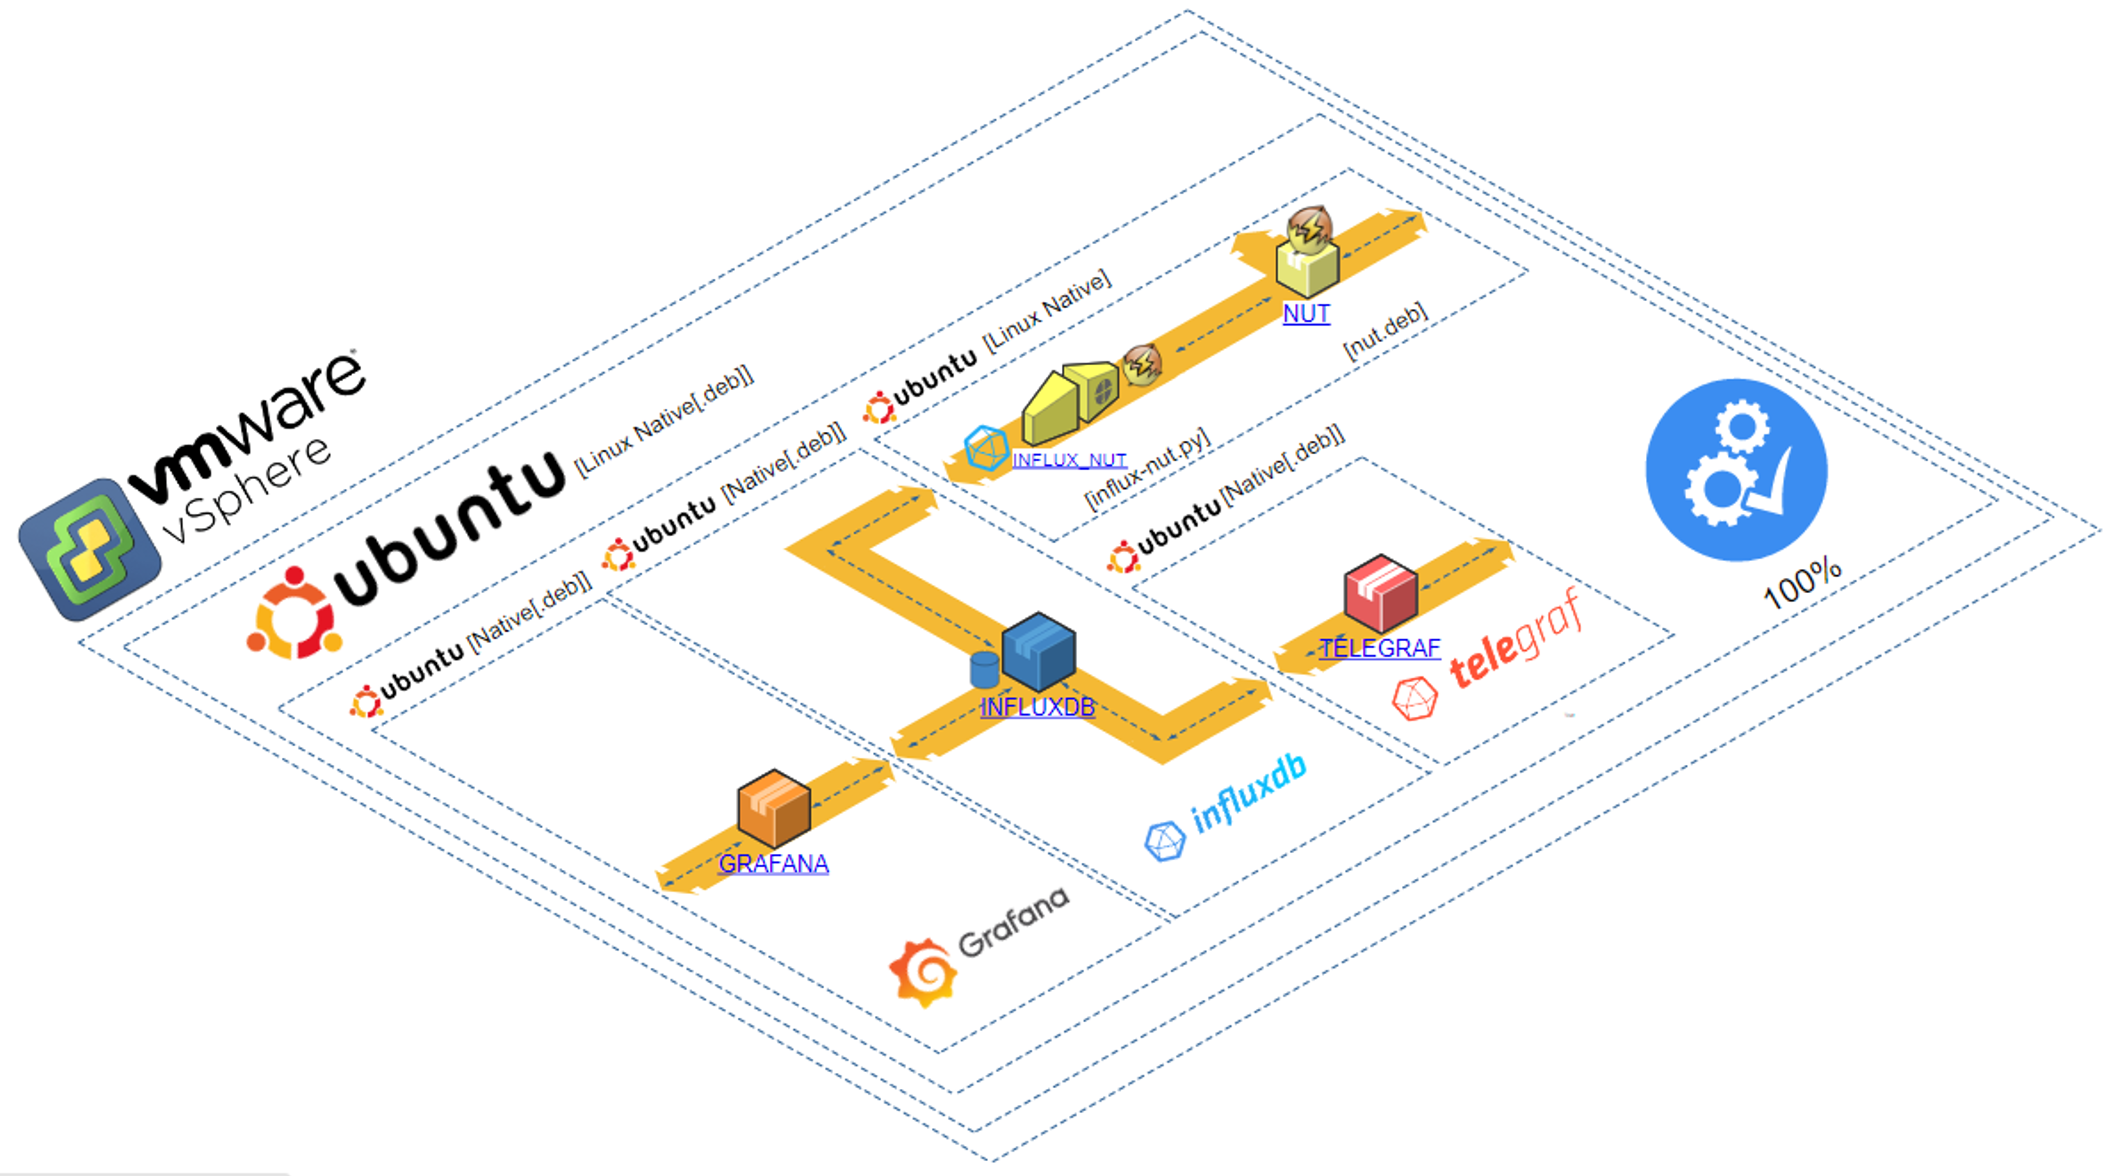 vmware
vSphere
ubuntu [Linux Native[.deb]]
ubuntu [Native[.deb]]
ubuntu [Native[.deb]]
ubuntu [Linux Native]
NUT
[nut.deb]
INFLUX_NUT
[influx-nut.py]
ubuntu [Native[.deb]]
TELEGRAF
telegraf
100%
INFLUXDB
influxdb
GRAFANA
Grafana